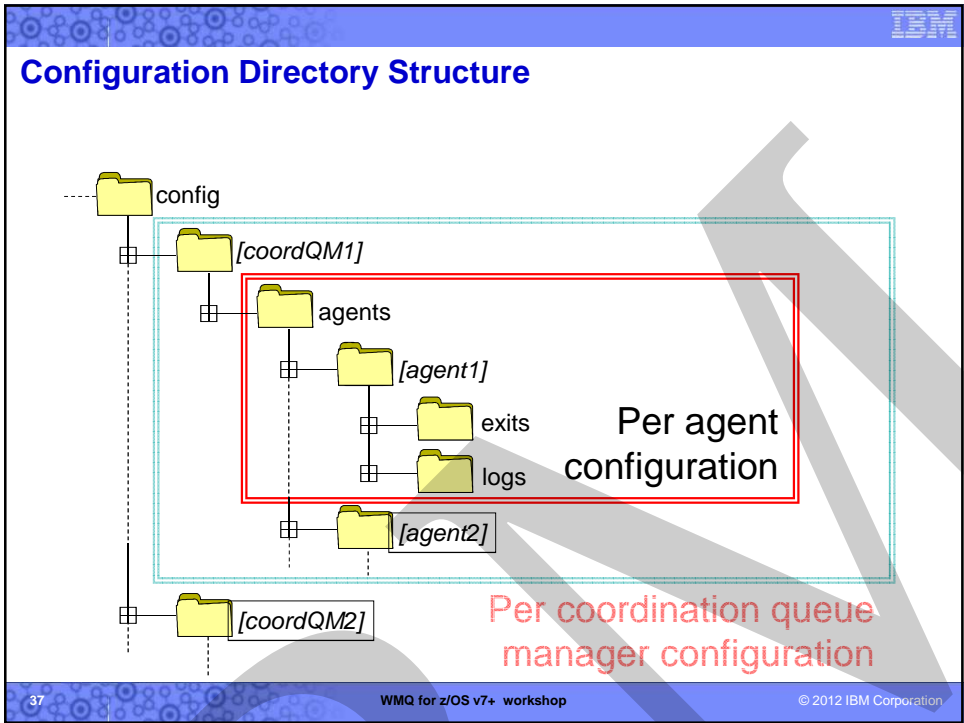 IBM
Configuration Directory Structure
config
[coordQM1]
agents
[agent1]
exits
Per agent
configuration
logs
[agent2]
[coordQM2]
Per coordination queue
manager configuration
37
WMQ for z/OS v7+ workshop
© 2012 IBM Corporation